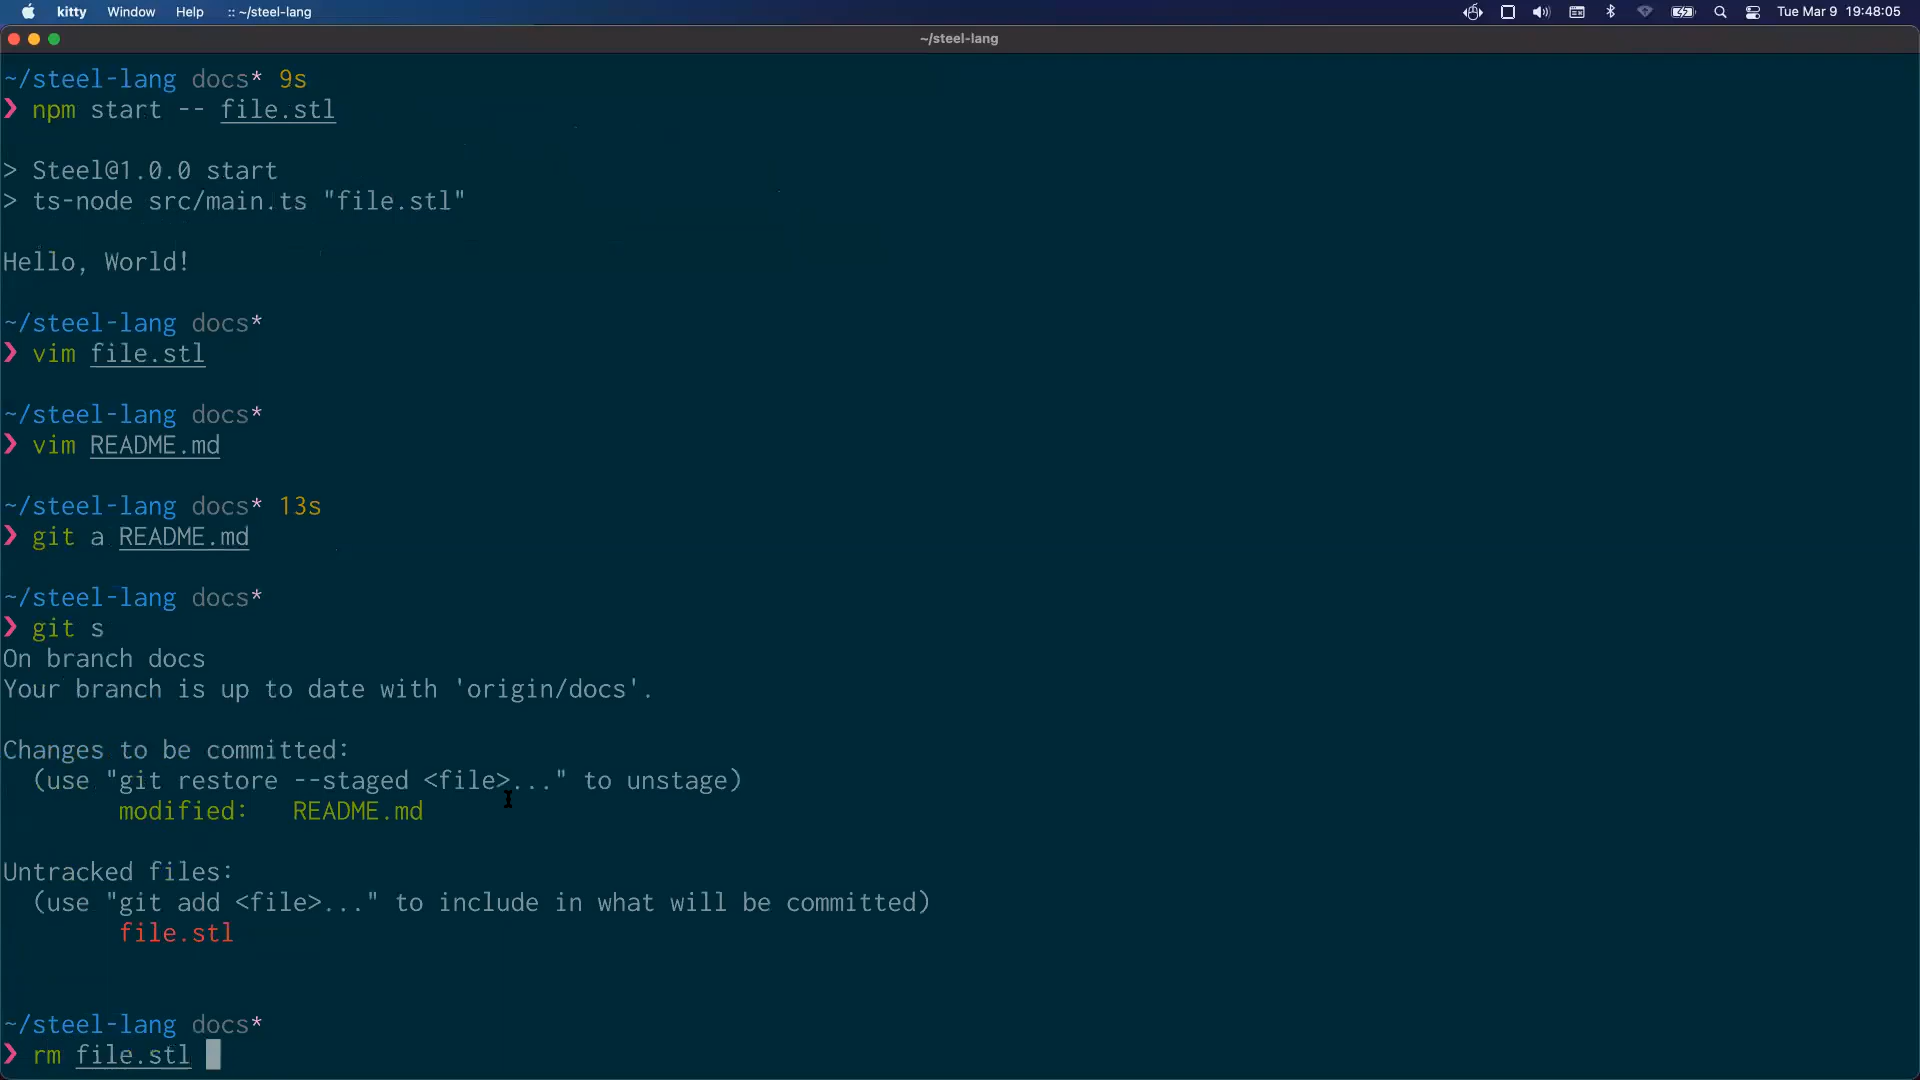 kitty Window Help :: ~/steel-lang Tue Mar 9 19:48:05
~/steel-lang
~/steel-lang docs* 9s
❯ npm start -- file.stl
> Steel@1.0.0 start
> ts-node src/main.ts "file.stl"
Hello, World!
~/steel-lang docs*
❯ vim file.stl
~/steel-lang docs*
❯ vim README.md
~/steel-lang docs* 13s
❯ git a README.md
~/steel-lang docs*
❯ git s
On branch docs
Your branch is up to date with 'origin/docs'.
Changes to be committed:
(use "git restore --staged <file>..." to unstage)
modified: README.md
Untracked files:
(use "git add <file>..." to include in what will be committed)
file.stl
~/steel-lang docs*
❯ rm file.stl